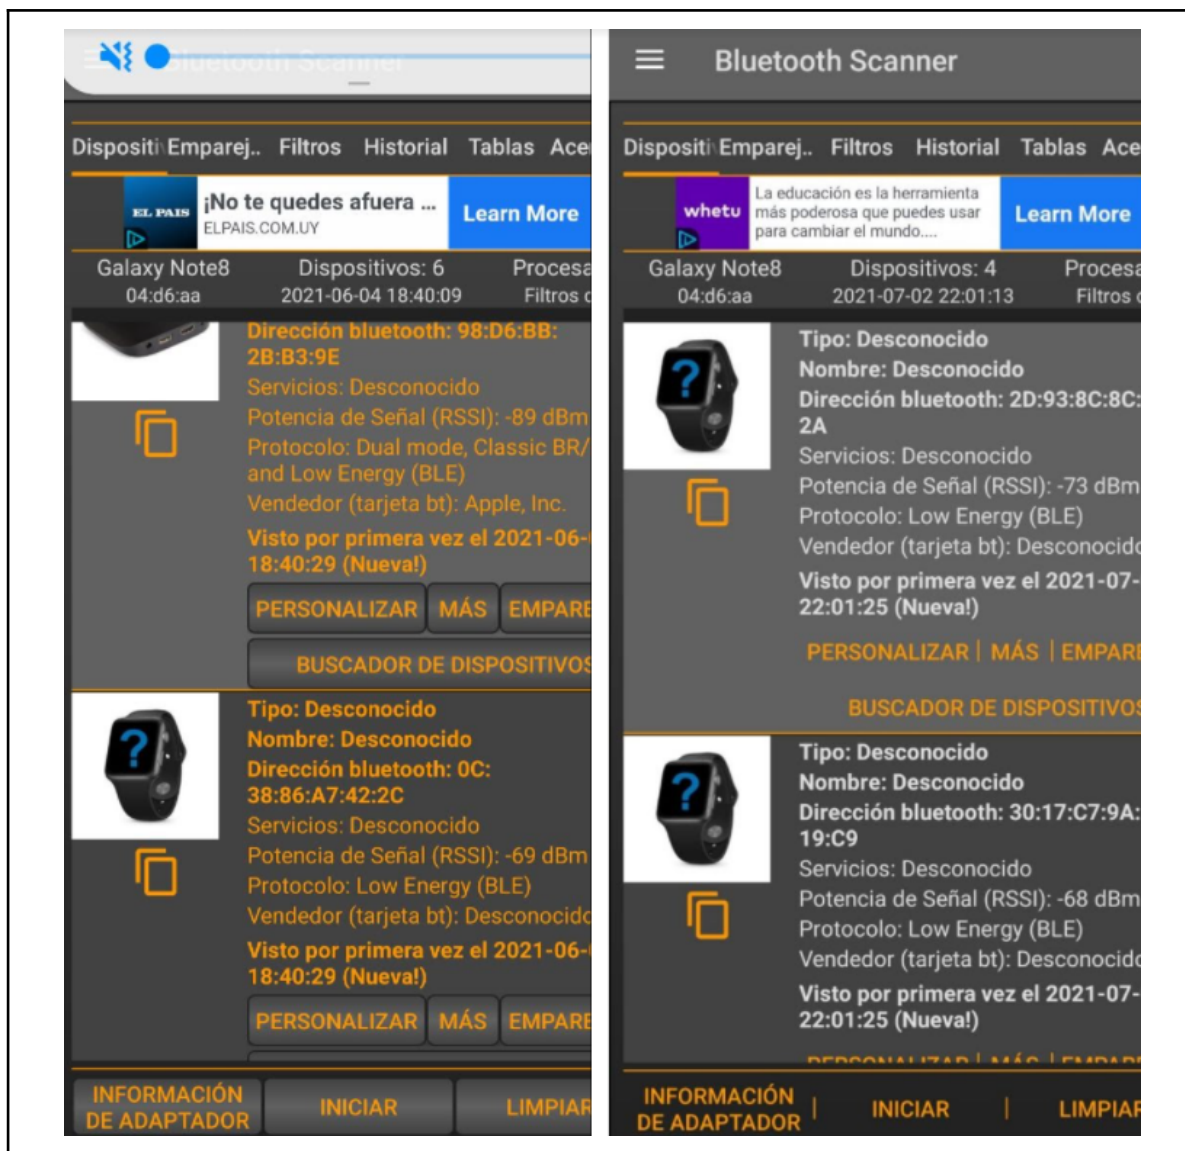 Bluetooth Scanner
Dispositi Emparej.. Filtros Historial Tablas Ace
EL PAIS
¡No te quedes afuera ...
ELPAIS.COM.UY
Learn More
Galaxy Note8 Dispositivos: 6 Procesa
04:d6:aa 2021-06-04 18:40:09 Filtros
Dirección bluetooth: 98:D6:BB:
2B:B3:9E
Servicios: Desconocido
Potencia de Señal (RSSI): -89 dBm
Protocolo: Dual mode, Classic BR/
and Low Energy (BLE)
Vendedor (tarjeta bt): Apple, Inc.
Visto por primera vez el 2021-06-
18:40:29 (Nueva!)
PERSONALIZAR MÁS EMPARE
BUSCADOR DE DISPOSITIVOS
?
Tipo: Desconocido
Nombre: Desconocido
Dirección bluetooth: 0C:
38:86:A7:42:2C
Servicios: Desconocido
Potencia de Señal (RSSI): -69 dBm
Protocolo: Low Energy (BLE)
Vendedor (tarjeta bt): Desconocido
Visto por primera vez el 2021-06-
18:40:29 (Nueva!)
PERSONALIZAR MÁS EMPARE
INFORMACIÓN
DE ADAPTADOR
INICIAR
LIMPIAR
Bluetooth Scanner
Dispositi Emparej.. Filtros Historial Tablas Ace
whetu
La educación es la herramienta
más poderosa que puedes usar
para cambiar el mundo....
Learn More
Galaxy Note8 Dispositivos: 4 Procesa
04:d6:aa 2021-07-02 22:01:13 Filtros
?
Tipo: Desconocido
Nombre: Desconocido
Dirección bluetooth: 2D:93:8C:8C:
2A
Servicios: Desconocido
Potencia de Señal (RSSI): -73 dBm
Protocolo: Low Energy (BLE)
Vendedor (tarjeta bt): Desconocido
Visto por primera vez el 2021-07-
22:01:25 (Nueva!)
PERSONALIZAR | MÁS | EMPARE
BUSCADOR DE DISPOSITIVOS
?
Tipo: Desconocido
Nombre: Desconocido
Dirección bluetooth: 30:17:C7:9A:
19:C9
Servicios: Desconocido
Potencia de Señal (RSSI): -68 dBm
Protocolo: Low Energy (BLE)
Vendedor (tarjeta bt): Desconocido
Visto por primera vez el 2021-07-
22:01:25 (Nueva!)
PERSONALIZAR | MÁS | EMPARE
INFORMACIÓN
DE ADAPTADOR
INICIAR
LIMPIAR